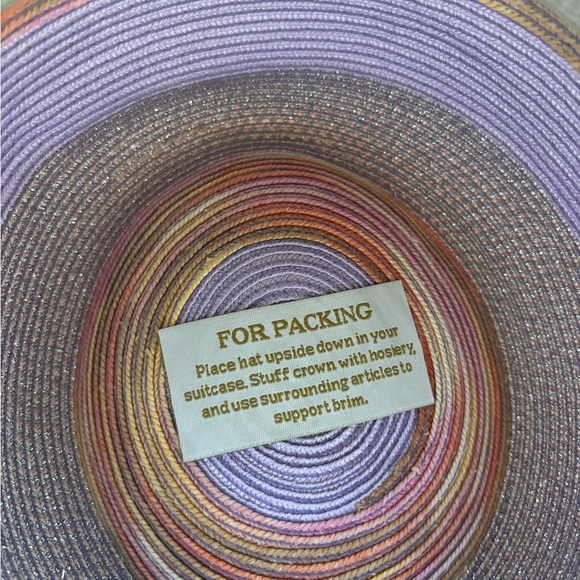 FOR PACKING
Place hat upside down in your
suitcase. Stuff crown with hosiery,
and use surrounding articles to
support brim.